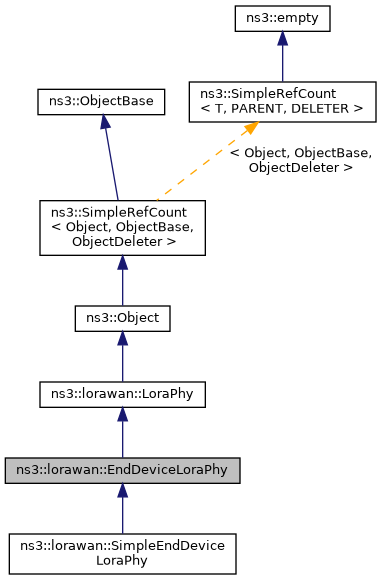 ns3::empty
ns3::SimpleRefCount
< T, PARENT, DELETER >
ns3::ObjectBase
< Object, ObjectBase,
ObjectDeleter >
ns3::SimpleRefCount
< Object, ObjectBase,
ObjectDeleter >
ns3::Object
ns3::lorawan::LoraPhy
ns3::lorawan::EndDeviceLoraPhy
ns3::lorawan::SimpleEndDevice
LoraPhy